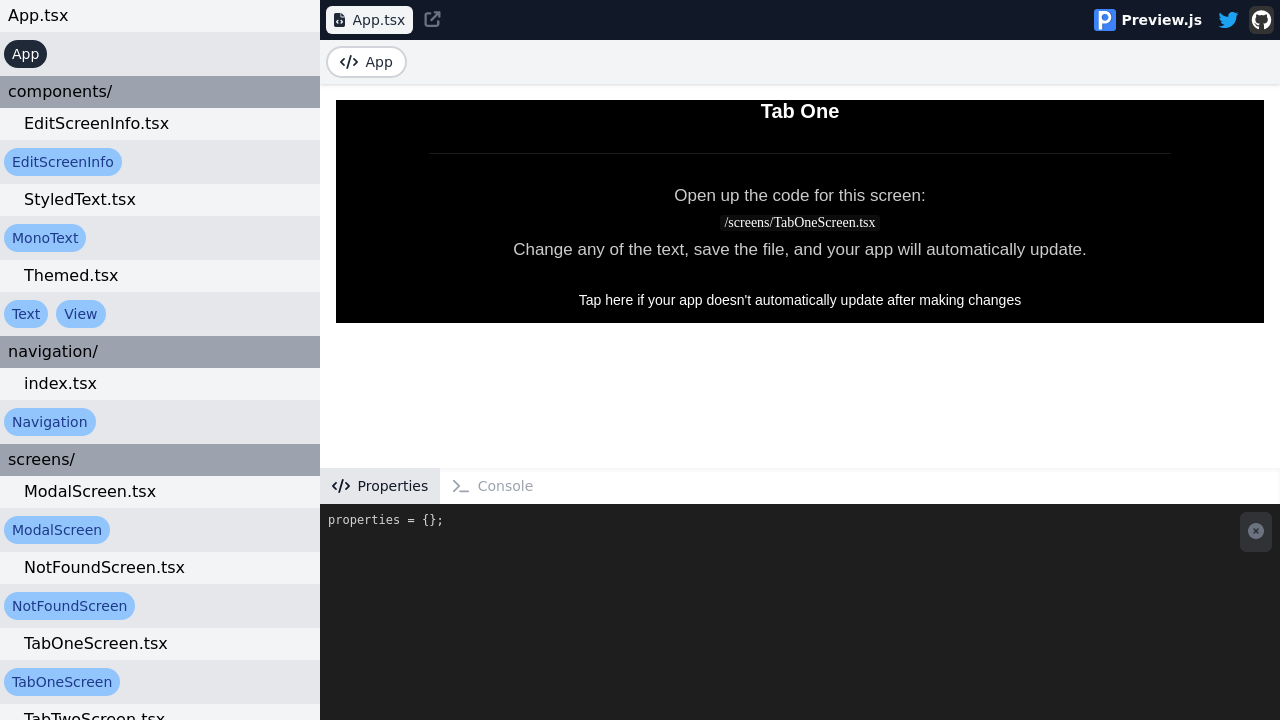 App.tsx
App
components/
EditScreenInfo.tsx
EditScreenInfo
StyledText.tsx
MonoText
Themed.tsx
Text View
navigation/
index.tsx
Navigation
screens/
ModalScreen.tsx
ModalScreen
NotFoundScreen.tsx
NotFoundScreen
TabOneScreen.tsx
TabOneScreen
TabTwoScreen.tsx
App.tsx
Preview.js
App
Tab One
Open up the code for this screen:
/screens/TabOneScreen.tsx
Change any of the text, save the file, and your app will automatically update.
Tap here if your app doesn't automatically update after making changes
Properties Console
properties = {};